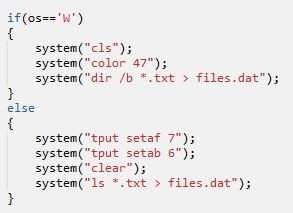 if(os=='W')
{
    system("cls");
    system("color 47");
    system("dir /b *.txt > files.dat");
}
else
{
    system("tput setaf 7");
    system("tput setab 6");
    system("clear");
    system("ls *.txt > files.dat");
}